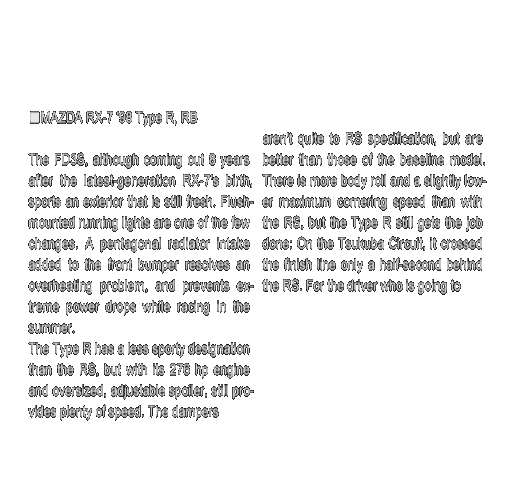 MAZDA RX-7 '98 Type R, RB
The FD3S, although coming out 8 years
after the latest-generation RX-7's birth,
sports an exterior that is still fresh. Flush-
mounted running lights are one of the few
changes. A pentagonal radiator intake
added to the front bumper resolves an
overheating problem, and prevents ex-
treme power drops while racing in the
summer.
The Type R has a less sporty designation
than the RS, but with its 276 hp engine
and oversized, adjustable spoiler, still pro-
vides plenty of speed. The dampers
aren't quite to RS specification, but are
better than those of the baseline model.
There is more body roll and a slightly low-
er maximum cornering speed than with
the RS, but the Type R still gets the job
done: On the Tsukuba Circuit, it crossed
the finish line only a half-second behind
the RS. For the driver who is going to